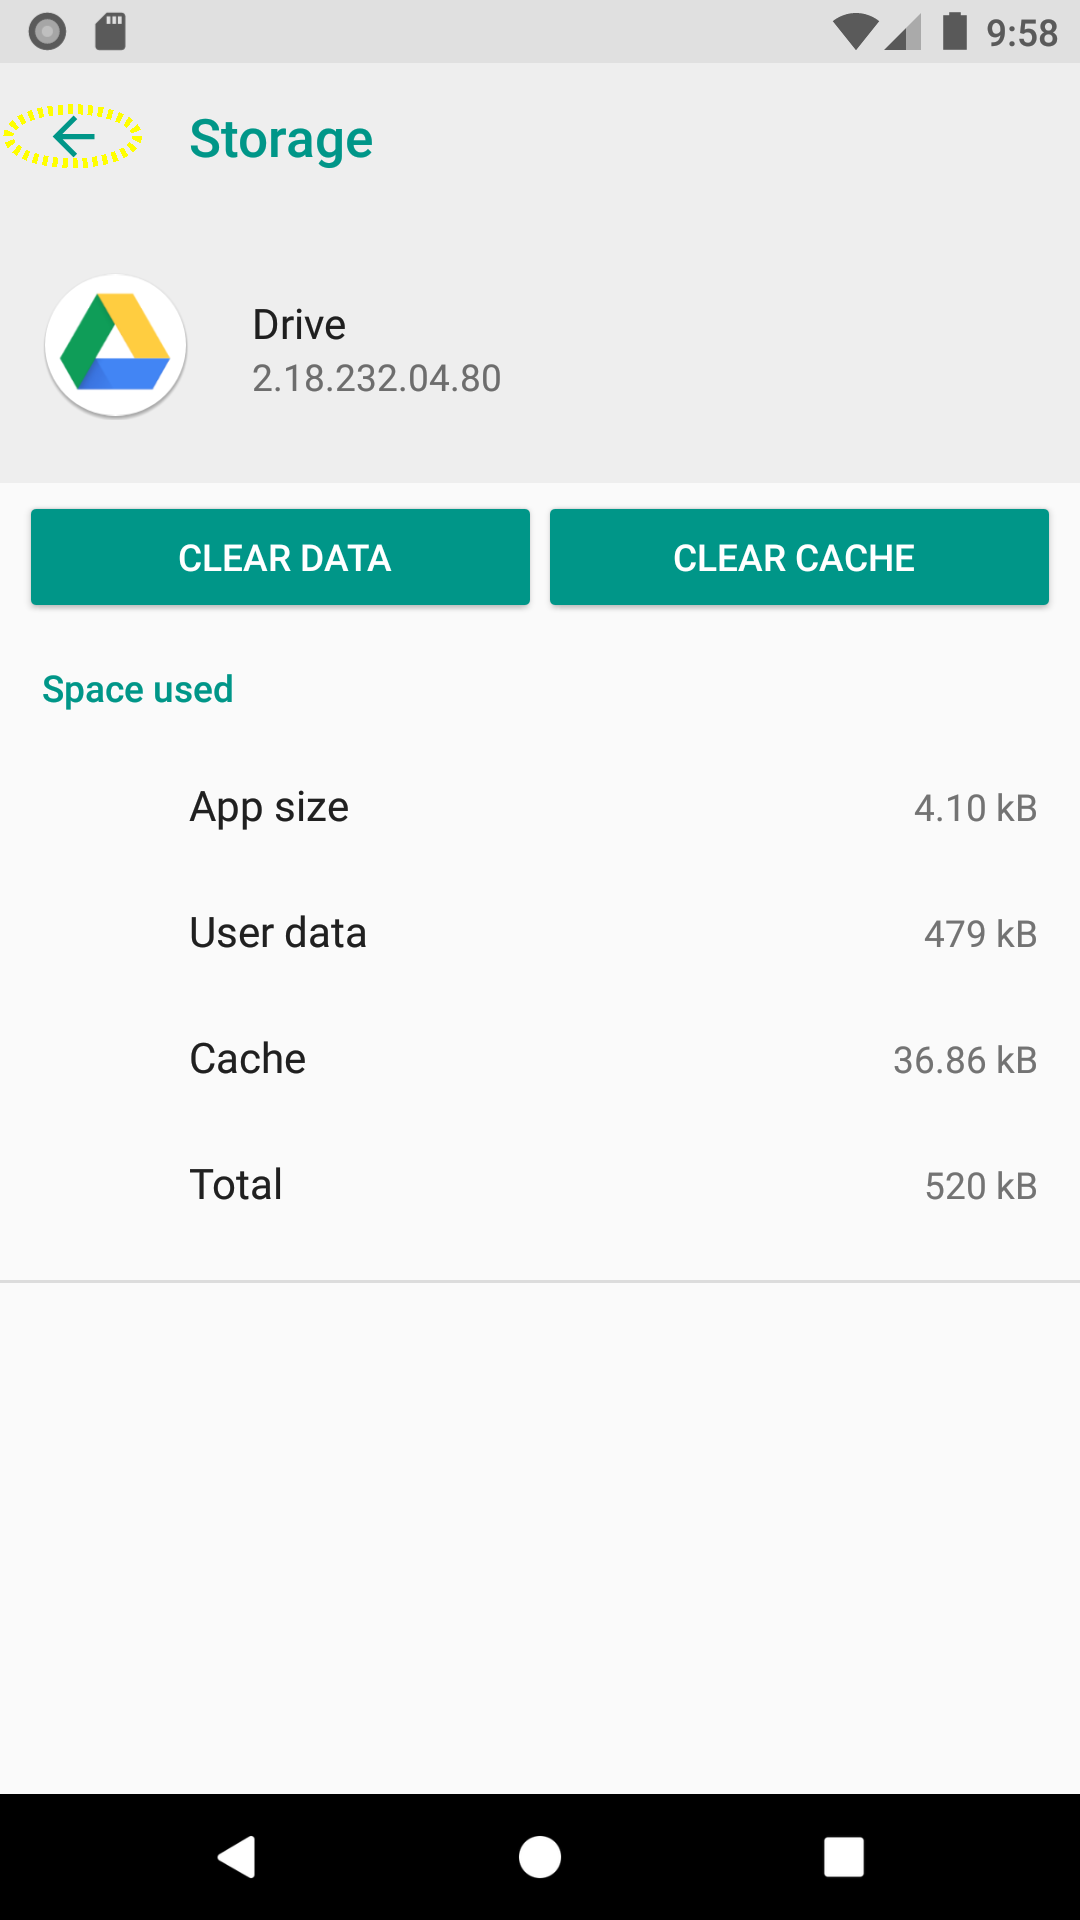 9:58
Storage
Drive
2.18.232.04.80
CLEAR DATA
CLEAR CACHE
Space used
App size 4.10 kB
User data 479 kB
Cache 36.86 kB
Total 520 kB